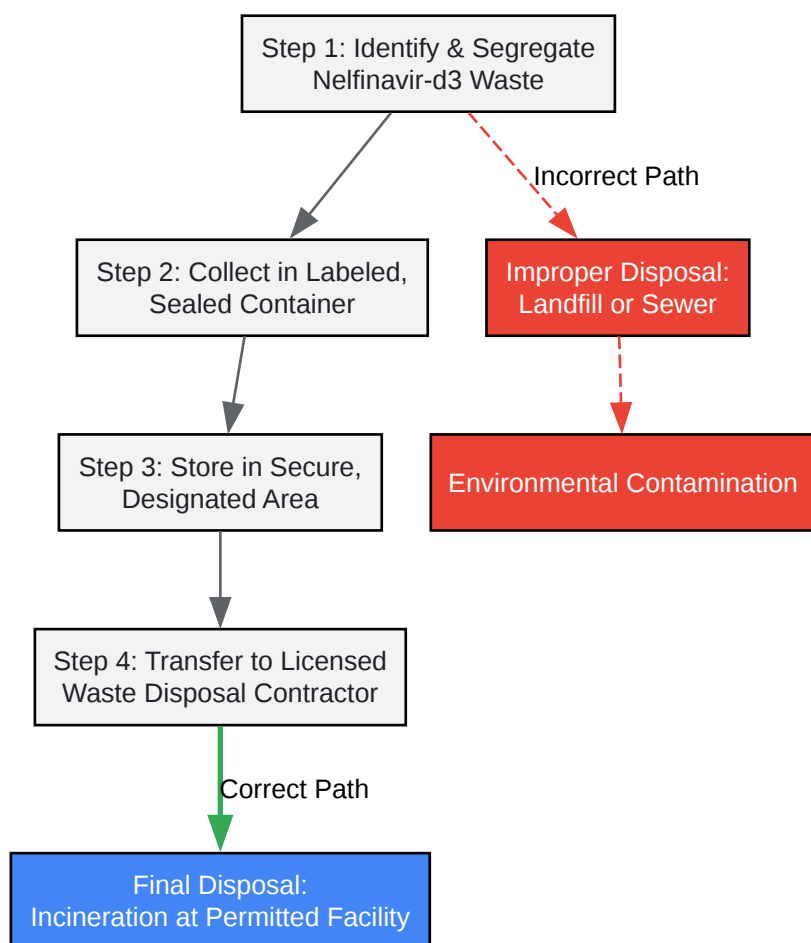 Step 1: Identify & Segregate
Nelfinavir-d3 Waste
Incorrect Path
Step 2: Collect in Labeled,
Sealed Container
Improper Disposal:
Landfill or Sewer
Step 3: Store in Secure,
Designated Area
Environmental Contamination
Step 4: Transfer to Licensed
Waste Disposal Contractor
Correct Path
Final Disposal:
Incineration at Permitted Facility